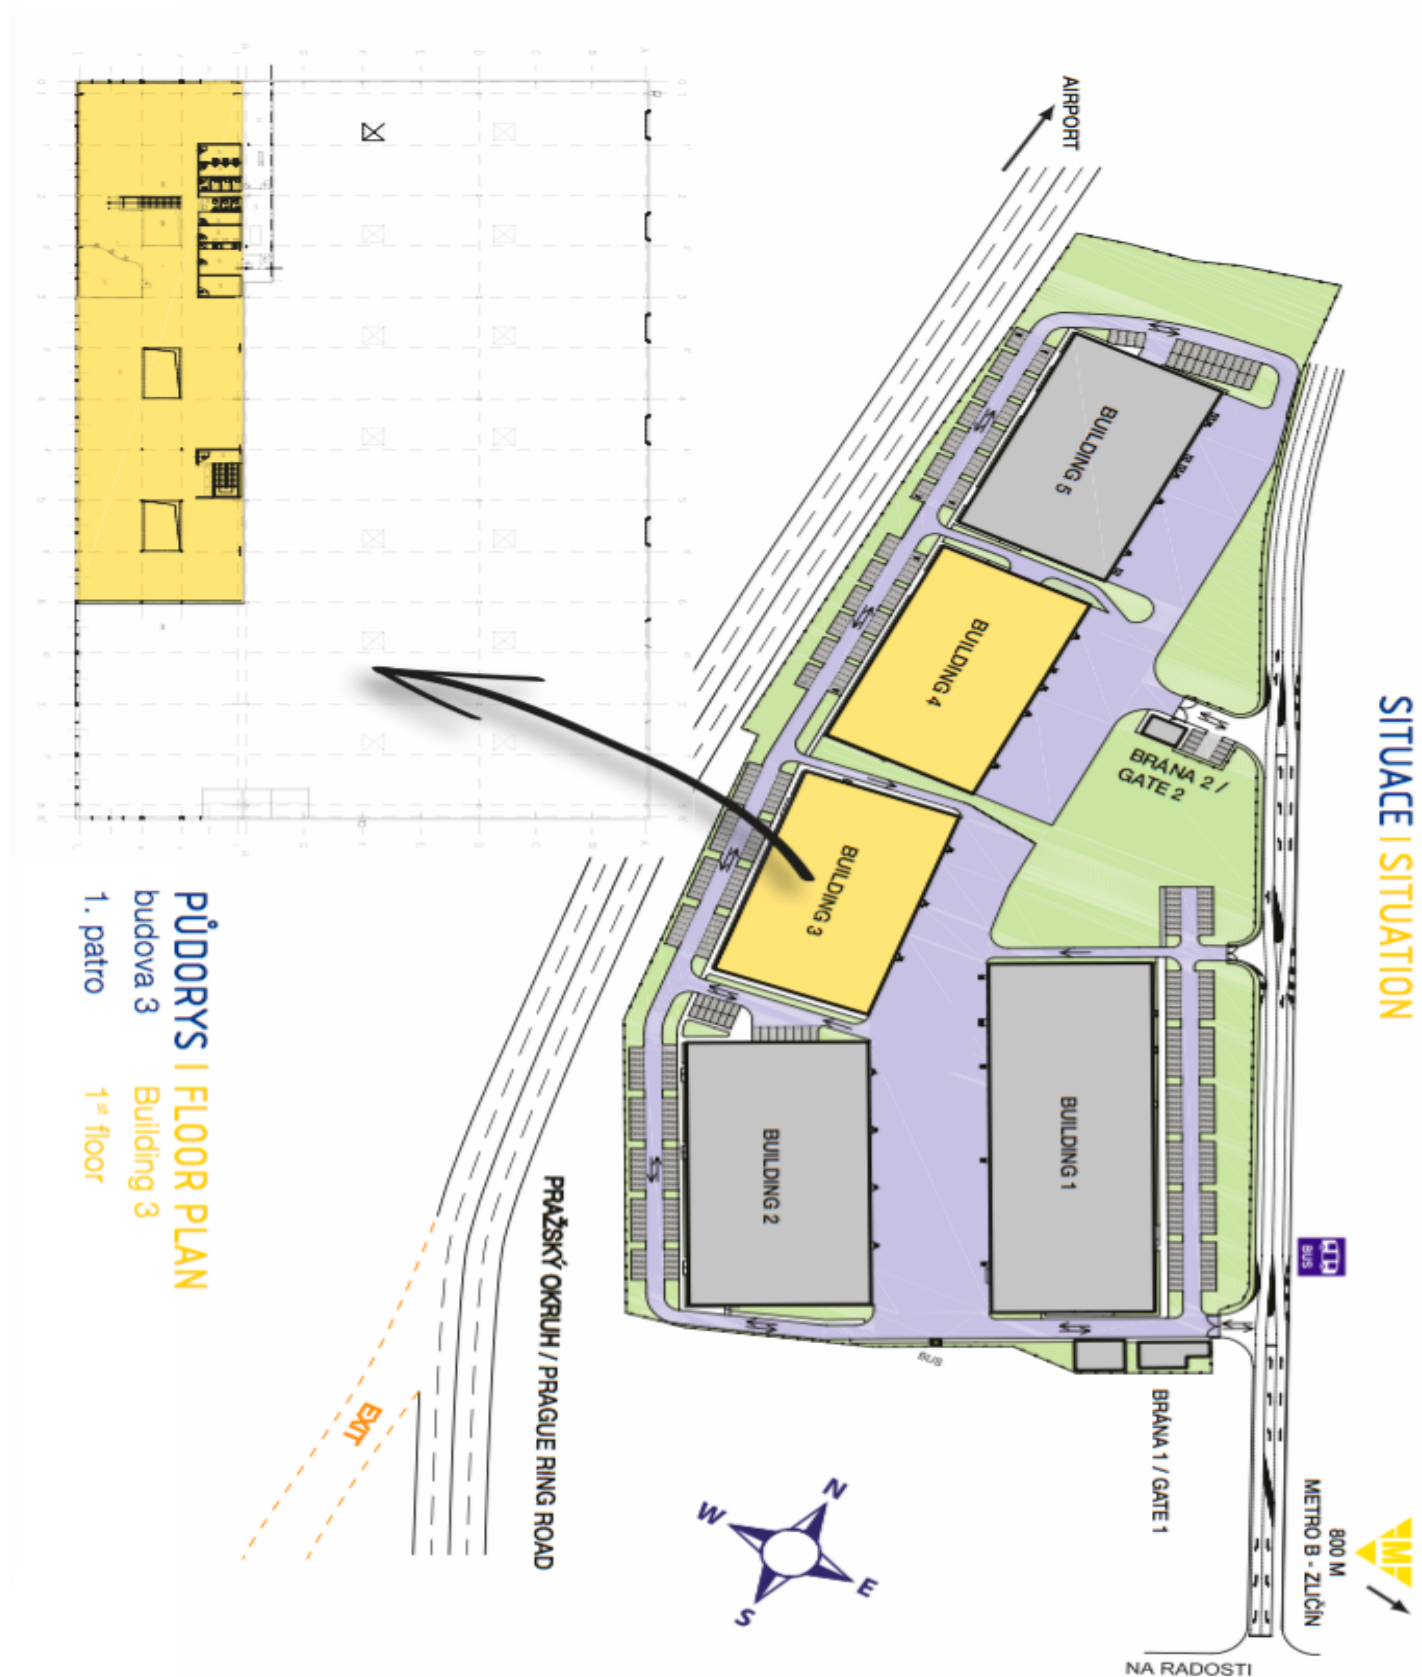 SITUACE I SITUATION
AIRPORT
BUILDING 5
BUILDING 4
BRÁNA 2 /
GATE 2
BUILDING 3
BUILDING 1
BUILDING 2
BUS
BUS
BRÁNA 1 / GATE 1
800 M
METRO B - ZLIČÍN
M
NA RADOSTI
PRAŽSKÝ OKRUH / PRAGUE RING ROAD
EXIT
N
E
S
W
PŮDORYS I FLOOR PLAN
budova 3 Building 3
1. patro 1st floor